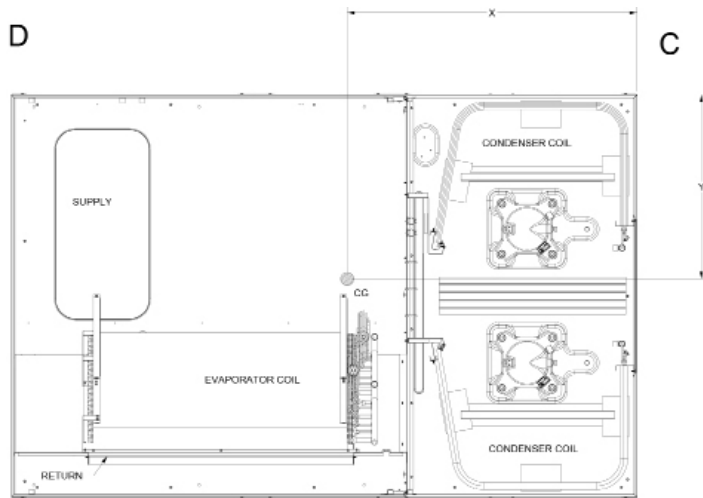 X
D
C
CONDENSER COIL
Y
SUPPLY
CG
EVAPORATOR COIL
CONDENSER COIL
RETURN